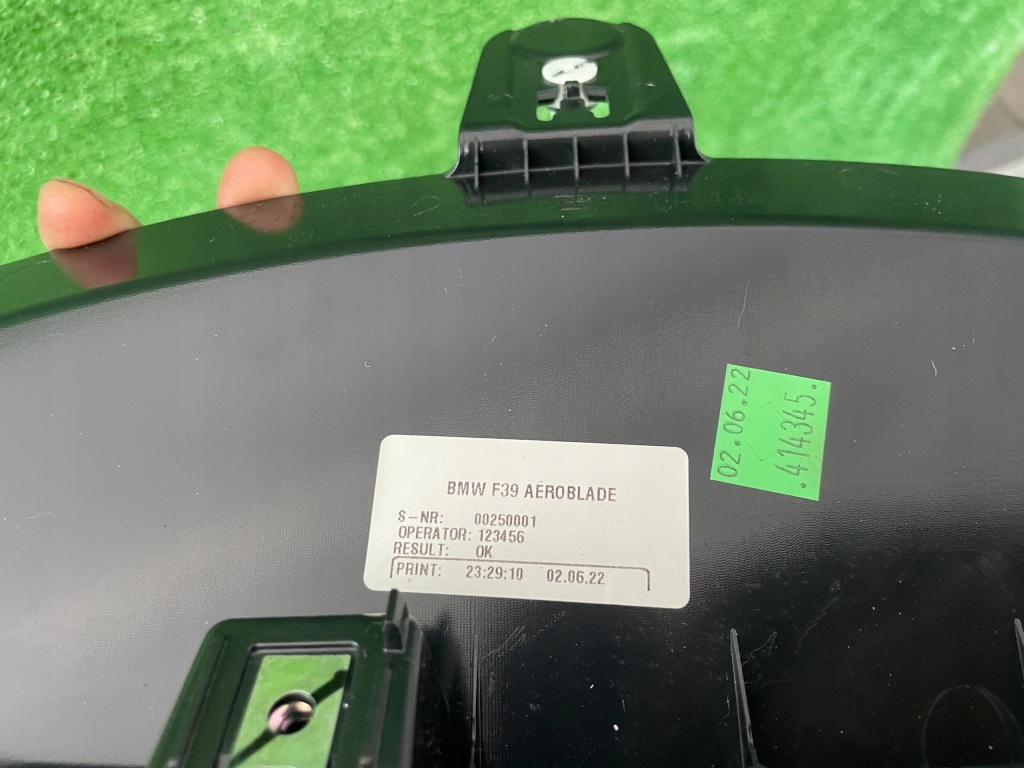 BMW F39 AEROBLADE
S-NR: 00250001
OPERATOR: 123456
RESULT: OK
PRINT: 23:29:10 02.06.22
02.06.22
.414345.